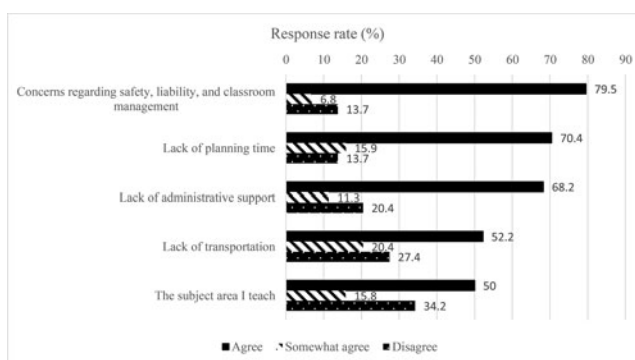 Response rate (%)
0 10 20 30 40 50 60 70 80 90
Concerns regarding safety, liability, and classroom
management
79.5
6.8
13.7
Lack of planning time
70.4
15.9
13.7
Lack of administrative support
68.2
11.3
20.4
Lack of transportation
52.2
20.4
27.4
The subject area I teach
50
15.8
34.2
Agree Somewhat agree Disagree